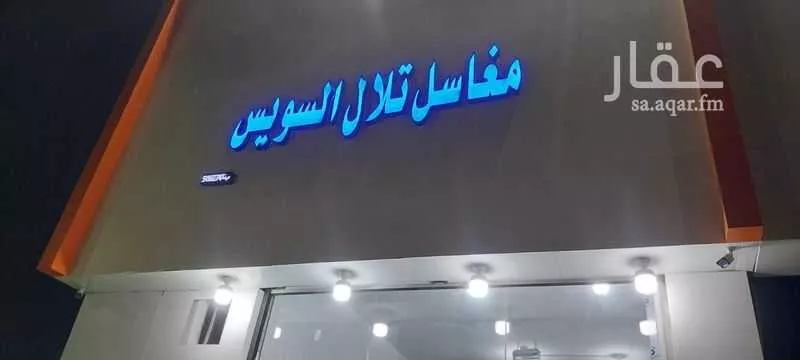 مغاسل تلال السويس
عقار
sa.aqar.fm